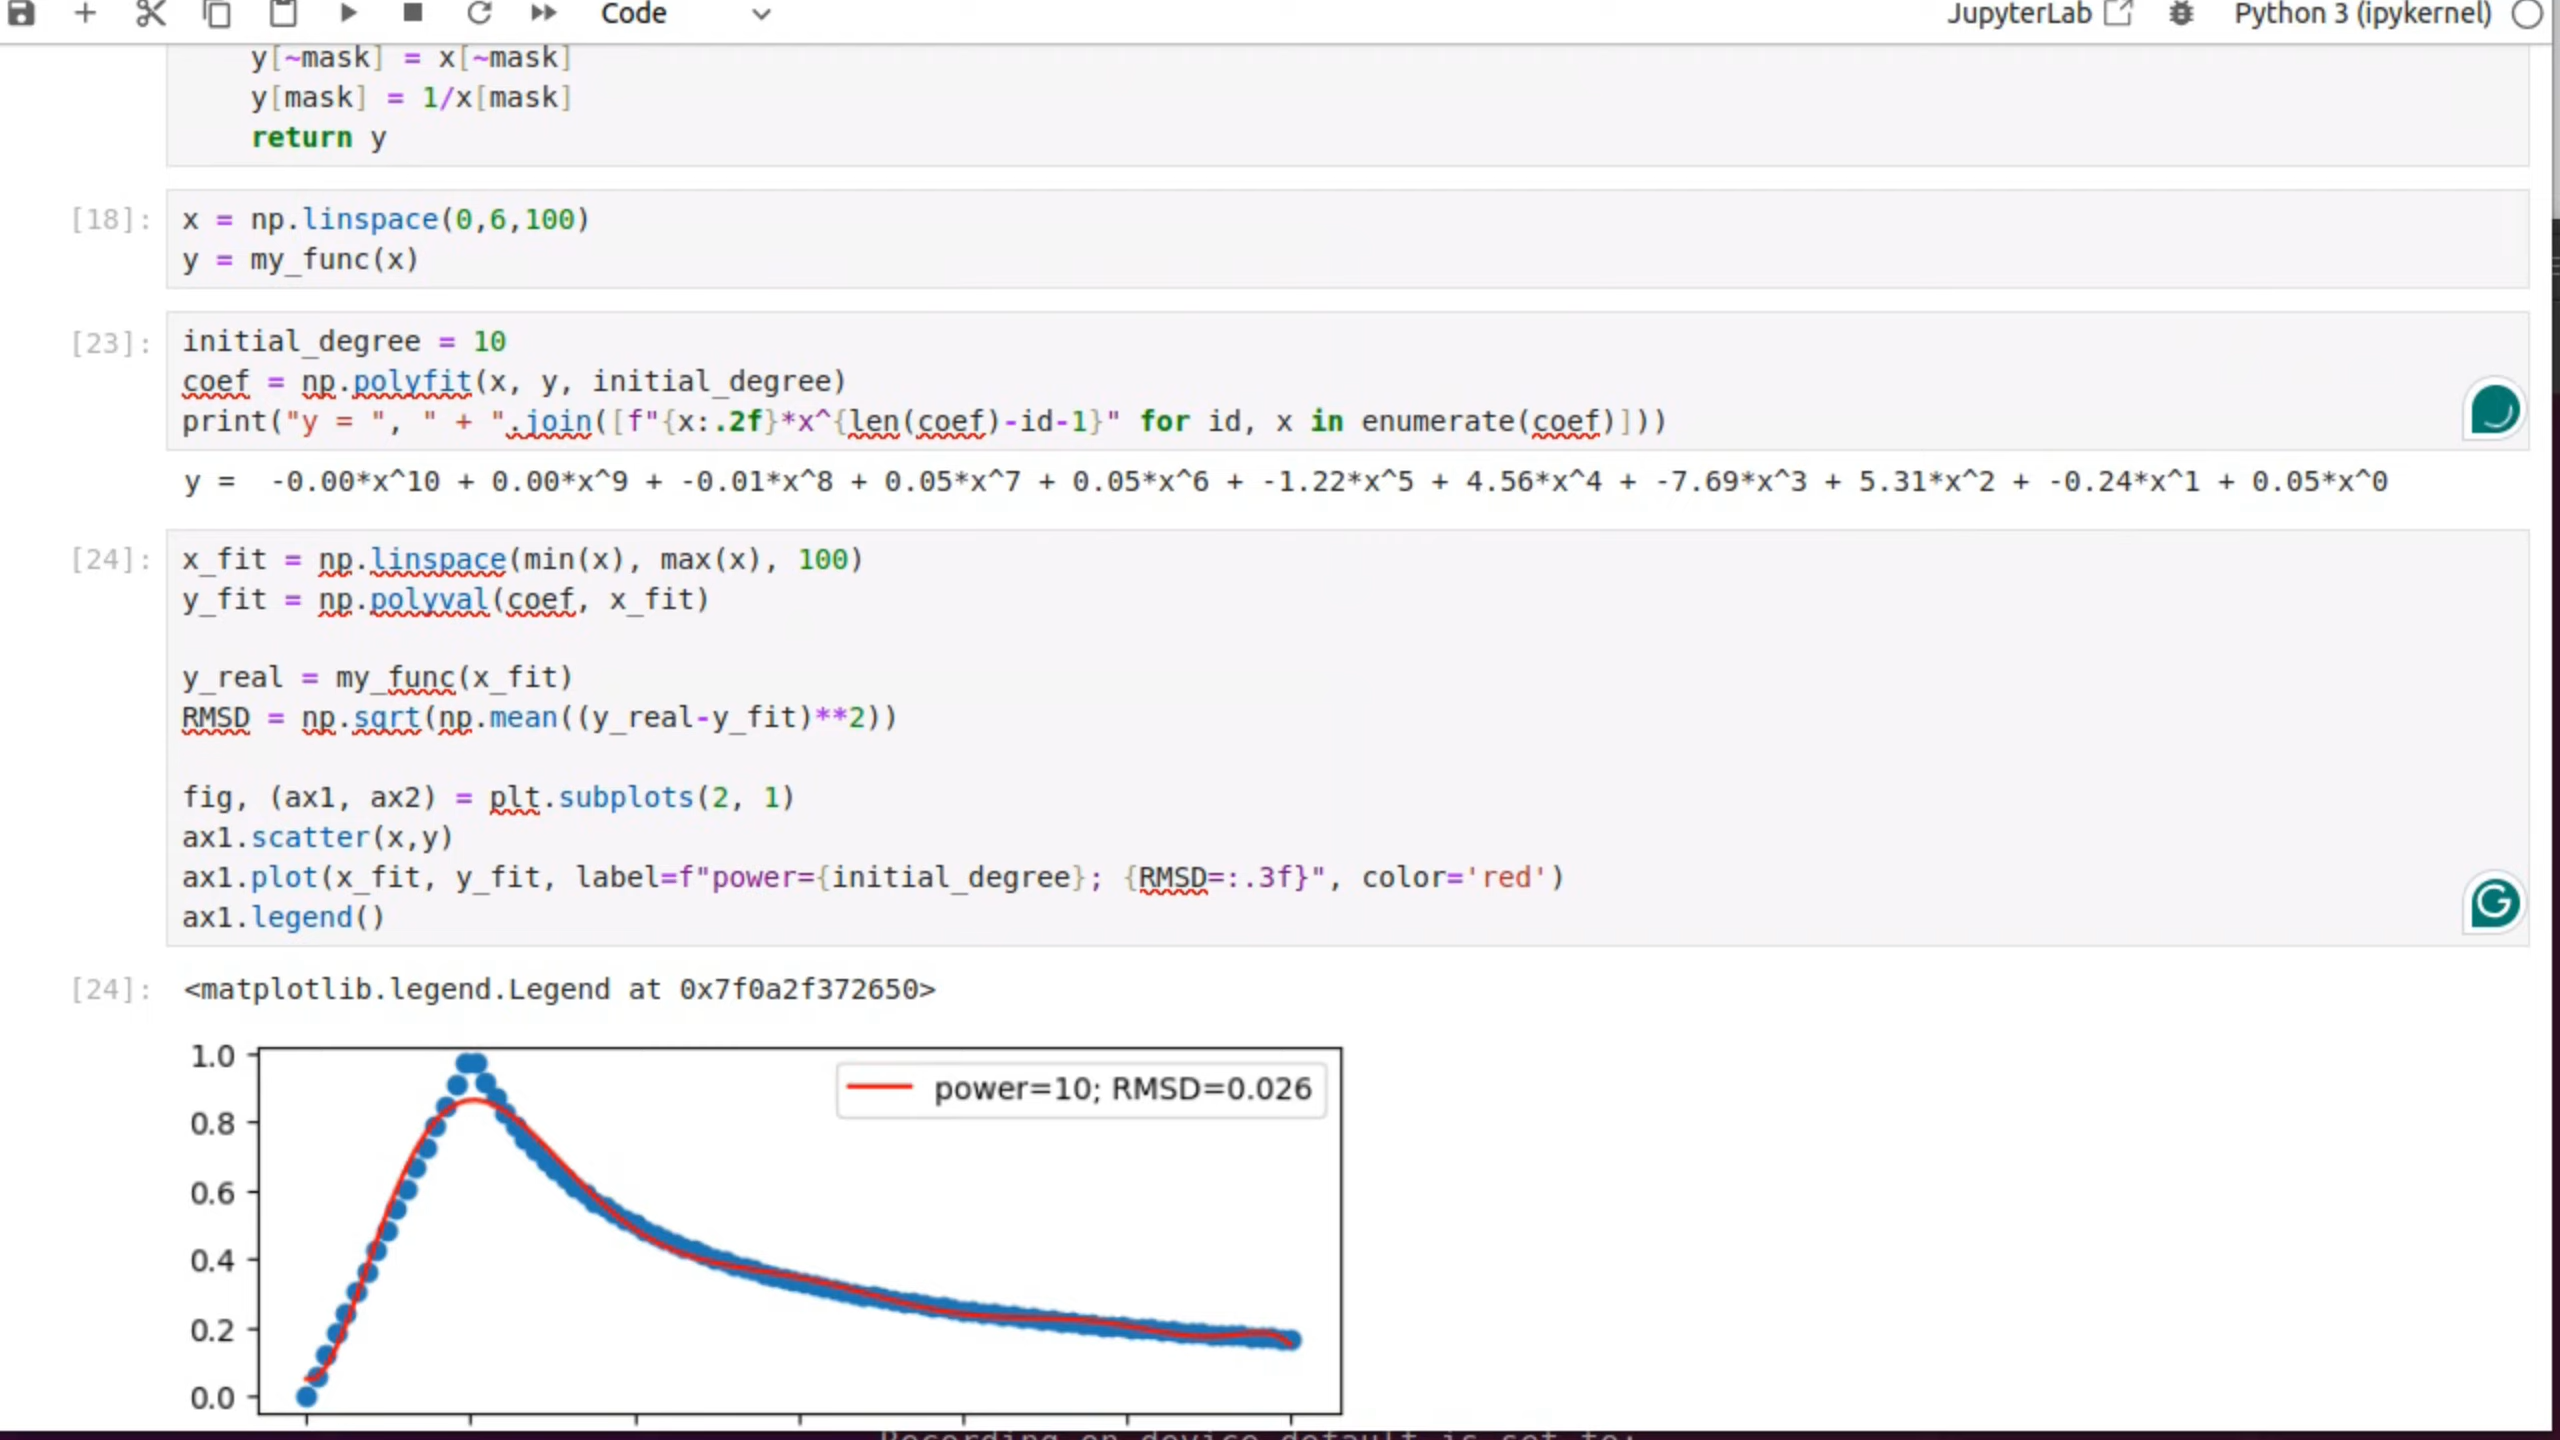 Code
JupyterLab
Python 3 (ipykernel)
y[~mask] = x[~mask]
y[mask] = 1/x[mask]
return y
[18]:
x = np.linspace(0,6,100)
y = my_func(x)
[23]:
initial_degree = 10
coef = np.polyfit(x, y, initial_degree)
print("y = ", " + ".join([f"{x:.2f}*x^{len(coef)-id-1}" for id, x in enumerate(coef)]))
y =  -0.00*x^10 + 0.00*x^9 + -0.01*x^8 + 0.05*x^7 + 0.05*x^6 + -1.22*x^5 + 4.56*x^4 + -7.69*x^3 + 5.31*x^2 + -0.24*x^1 + 0.05*x^0
[24]:
x_fit = np.linspace(min(x), max(x), 100)
y_fit = np.polyval(coef, x_fit)
y_real = my_func(x_fit)
RMSD = np.sqrt(np.mean((y_real-y_fit)**2))
fig, (ax1, ax2) = plt.subplots(2, 1)
ax1.scatter(x,y)
ax1.plot(x_fit, y_fit, label=f"power={initial_degree}; {RMSD=:.3f}", color='red')
ax1.legend()
[24]:
<matplotlib.legend.Legend at 0x7f0a2f372650>
1.0
power=10; RMSD=0.026
0.8
0.6
0.4
0.2
0.0
Recording on device default is set to: